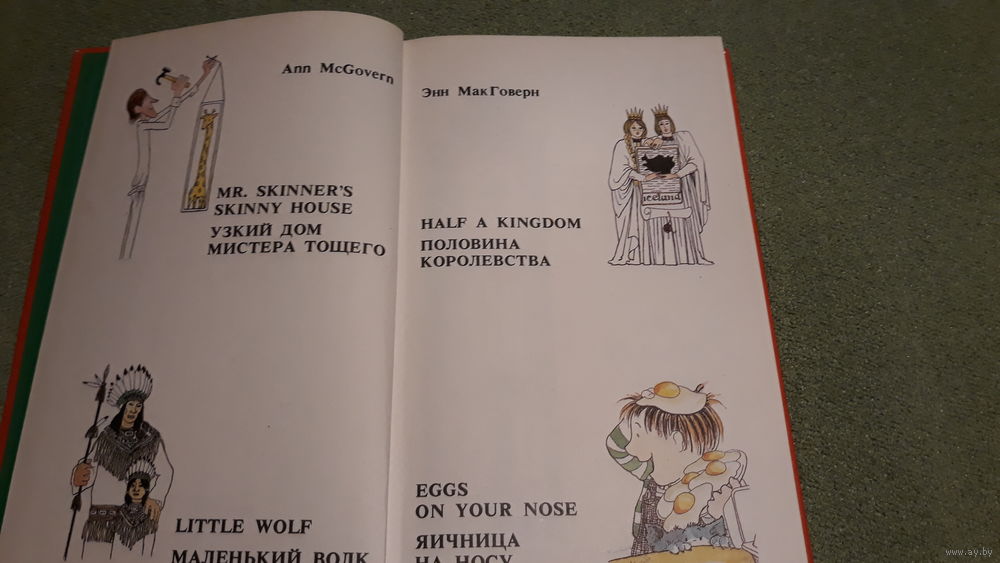 Ann McGovern
MR. SKINNER'S
SKINNY HOUSE
УЗКИЙ ДОМ
МИСТЕРА ТОЩЕГО
LITTLE WOLF
МАЛЕНЬКИЙ ВОЛК
Энн МакГоверн
iceland
HALF A KINGDOM
ПОЛОВИНА
КОРОЛЕВСТВА
EGGS
ON YOUR NOSE
ЯИЧНИЦА
НА НОСУ
www.ay.by